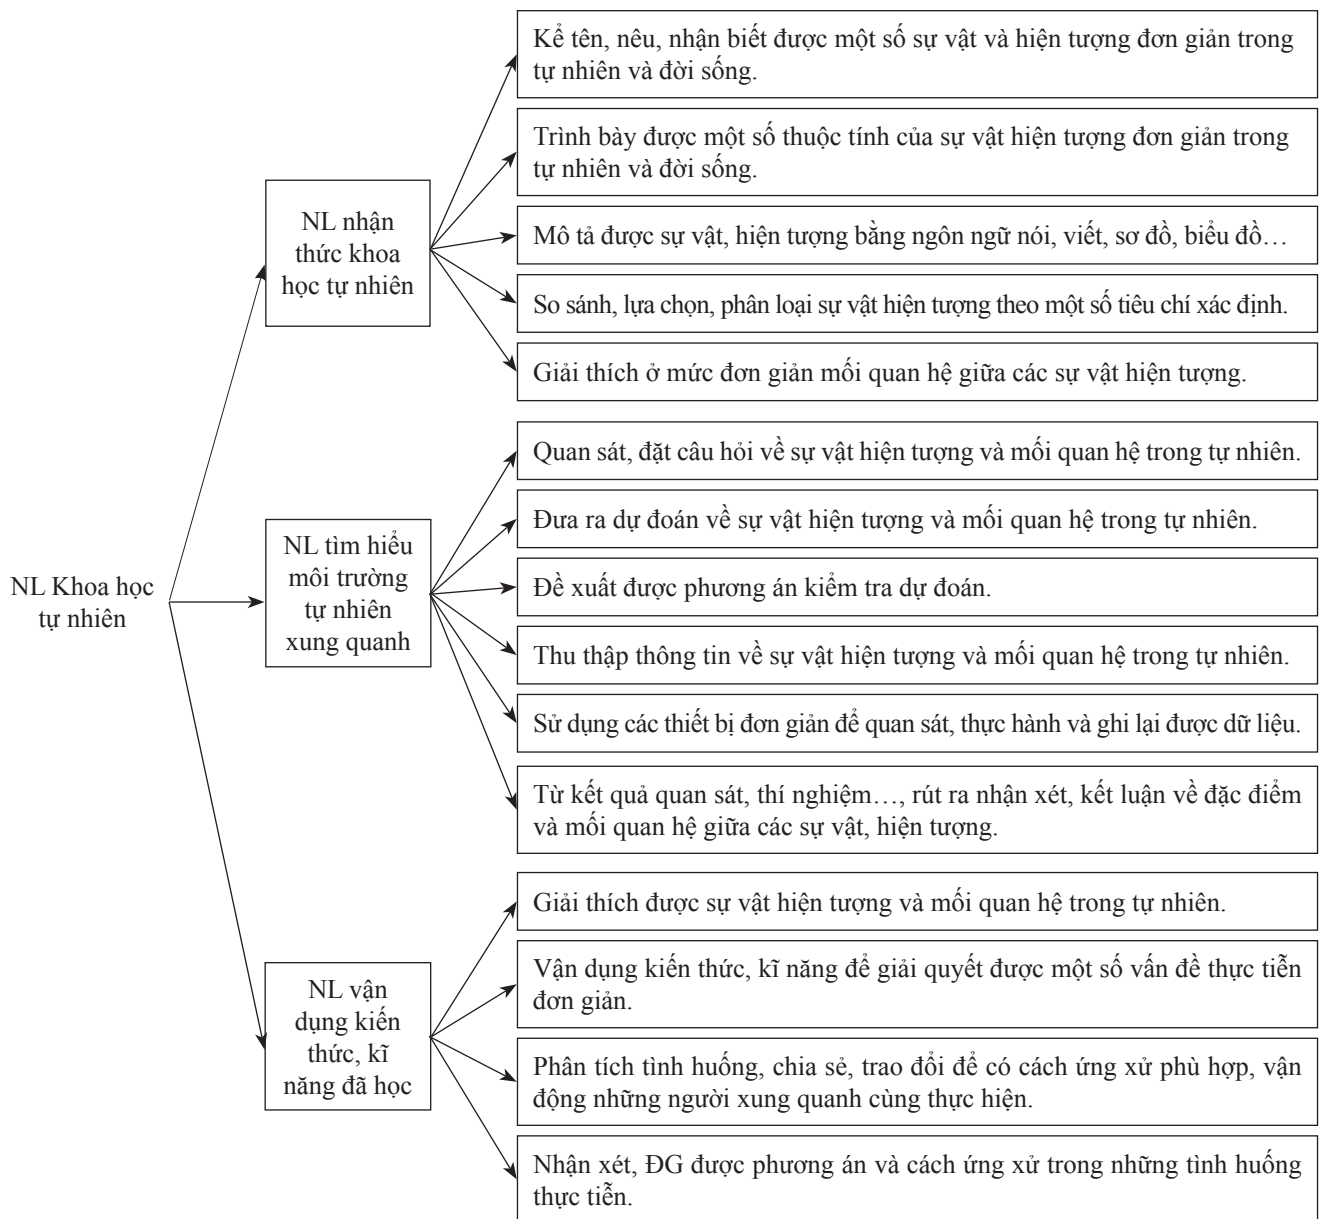 NL Khoa học
tự nhiên
NL nhận
thức khoa
học tự nhiên
Kể tên, nêu, nhận biết được một số sự vật và hiện tượng đơn giản trong
tự nhiên và đời sống.
Trình bày được một số thuộc tính của sự vật hiện tượng đơn giản trong
tự nhiên và đời sống.
Mô tả được sự vật, hiện tượng bằng ngôn ngữ nói, viết, sơ đồ, biểu đồ…
So sánh, lựa chọn, phân loại sự vật hiện tượng theo một số tiêu chí xác định.
Giải thích ở mức đơn giản mối quan hệ giữa các sự vật hiện tượng.
NL tìm hiểu
môi trường
tự nhiên
xung quanh
Quan sát, đặt câu hỏi về sự vật hiện tượng và mối quan hệ trong tự nhiên.
Đưa ra dự đoán về sự vật hiện tượng và mối quan hệ trong tự nhiên.
Đề xuất được phương án kiểm tra dự đoán.
Thu thập thông tin về sự vật hiện tượng và mối quan hệ trong tự nhiên.
Sử dụng các thiết bị đơn giản để quan sát, thực hành và ghi lại được dữ liệu.
Từ kết quả quan sát, thí nghiệm…, rút ra nhận xét, kết luận về đặc điểm
và mối quan hệ giữa các sự vật, hiện tượng.
NL vận
dụng kiến
thức, kĩ
năng đã học
Giải thích được sự vật hiện tượng và mối quan hệ trong tự nhiên.
Vận dụng kiến thức, kĩ năng để giải quyết được một số vấn đề thực tiễn
đơn giản.
Phân tích tình huống, chia sẻ, trao đổi để có cách ứng xử phù hợp, vận
động những người xung quanh cùng thực hiện.
Nhận xét, ĐG được phương án và cách ứng xử trong những tình huống
thực tiễn.